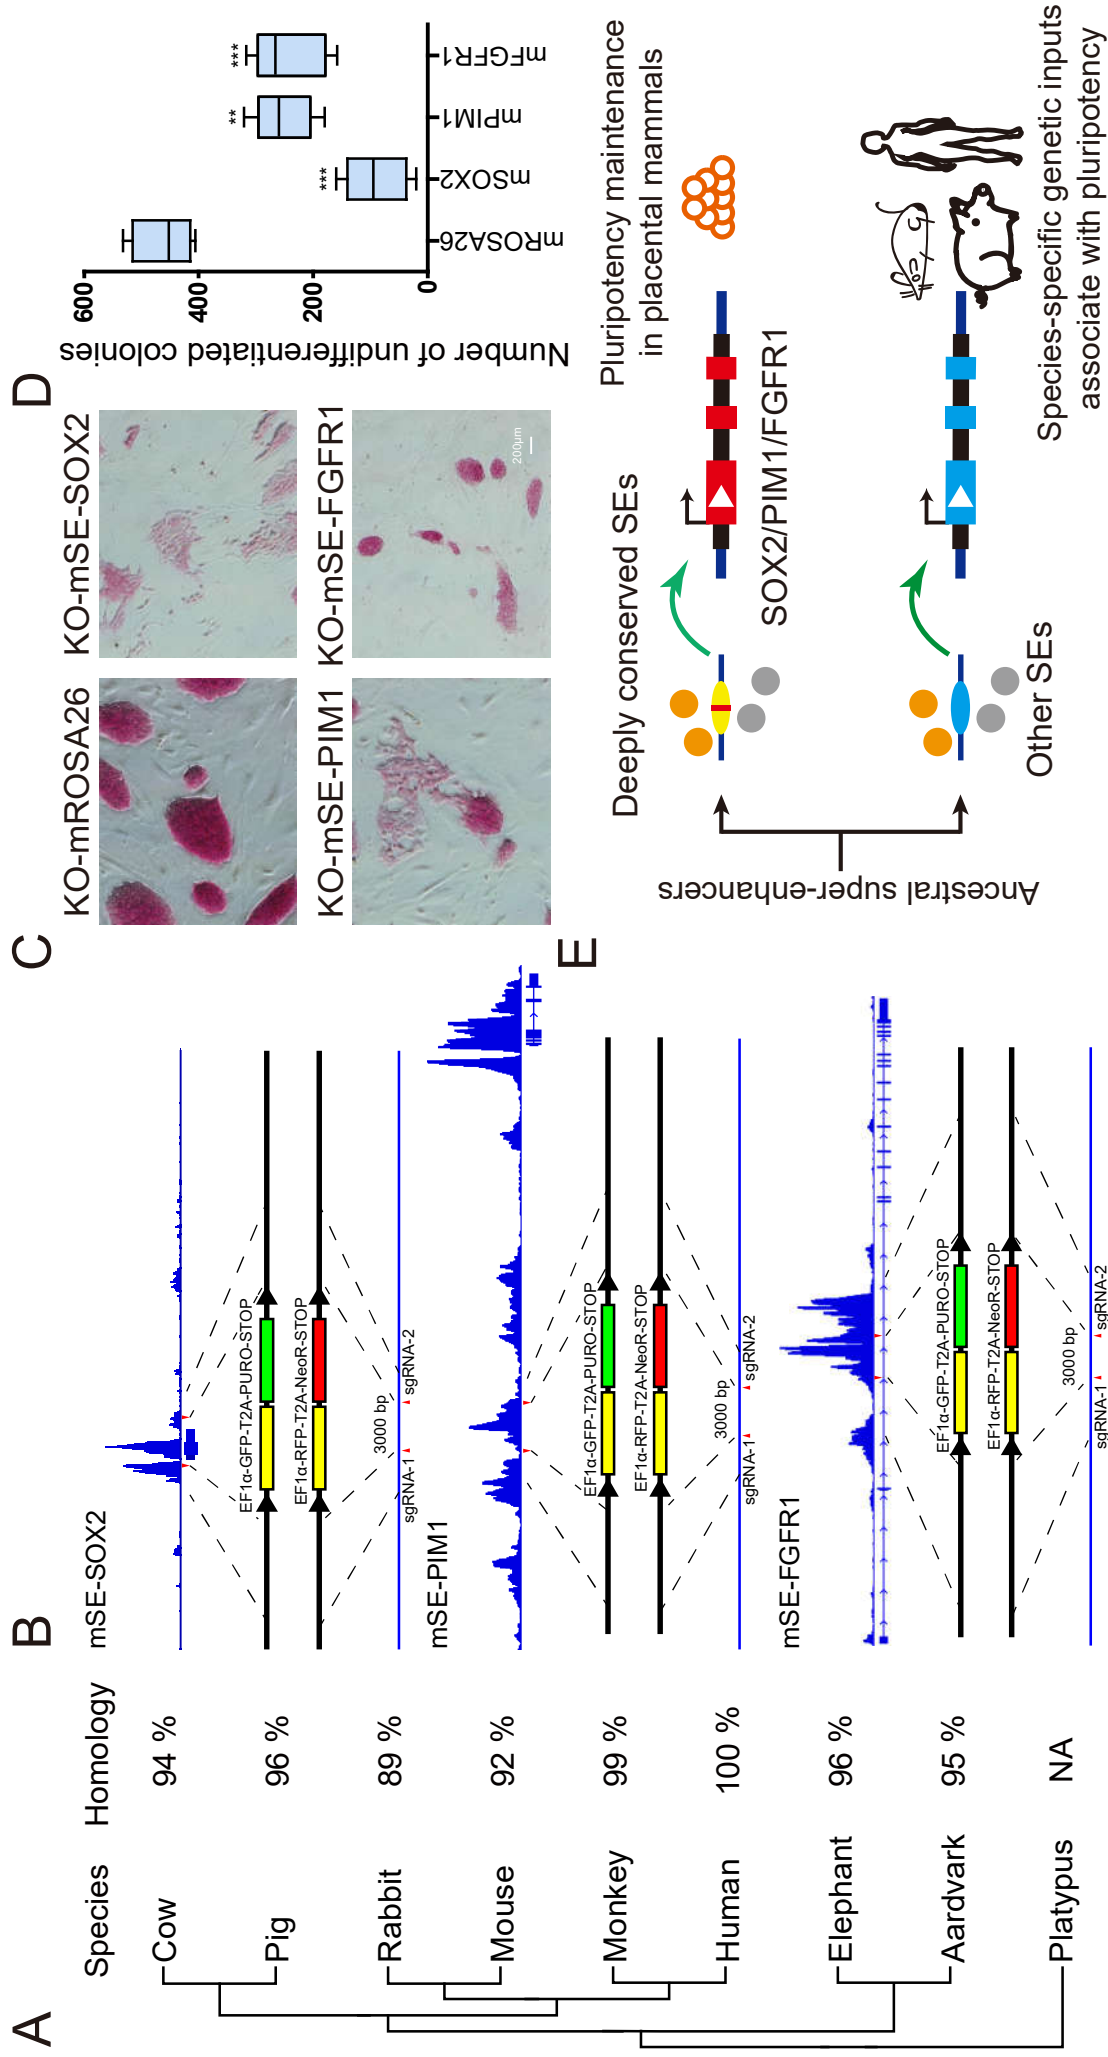 A
Species
Homology
Cow
94 %
Pig
96 %
Rabbit
89 %
Mouse
92 %
Monkey
99 %
Human
100 %
Elephant
96 %
Aardvark
95 %
Platypus
NA
B
mSE-SOX2
EF1α-GFP-T2A-PURO-STOP
EF1α-RFP-T2A-NeoR-STOP
3000 bp
sgRNA-1
sgRNA-2
mSE-PIM1
EF1α-GFP-T2A-PURO-STOP
EF1α-RFP-T2A-NeoR-STOP
3000 bp
sgRNA-1
sgRNA-2
mSE-FGFR1
EF1α-GFP-T2A-PURO-STOP
EF1α-RFP-T2A-NeoR-STOP
3000 bp
sgRNA-1
sgRNA-2
C
KO-mROSA26
KO-mSE-SOX2
KO-mSE-PIM1
KO-mSE-FGFR1
200μm
D
Number of undifferentiated colonies
600
400
200
0
***
**
***
mROSA26
mSOX2
mPIM1
mFGFR1
E
Ancestral super-enhancers
Deeply conserved SEs
SOX2/PIM1/FGFR1
Pluripotency maintenance
in placental mammals
Other SEs
Species-specific genetic inputs
associate with pluripotency